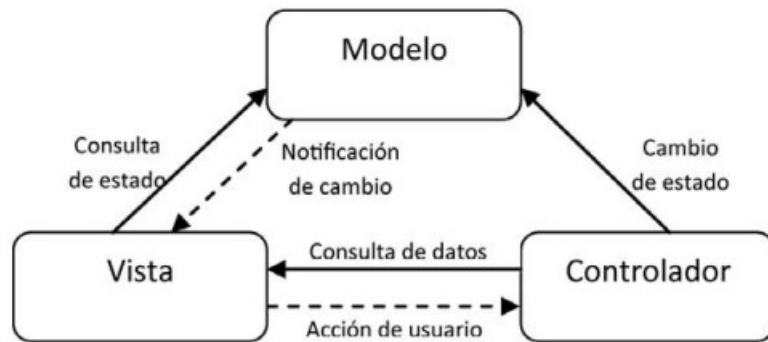 Modelo
Consulta
de estado
Notificación
de cambio
Cambio
de estado
Vista
Consulta de datos
Controlador
Acción de usuario